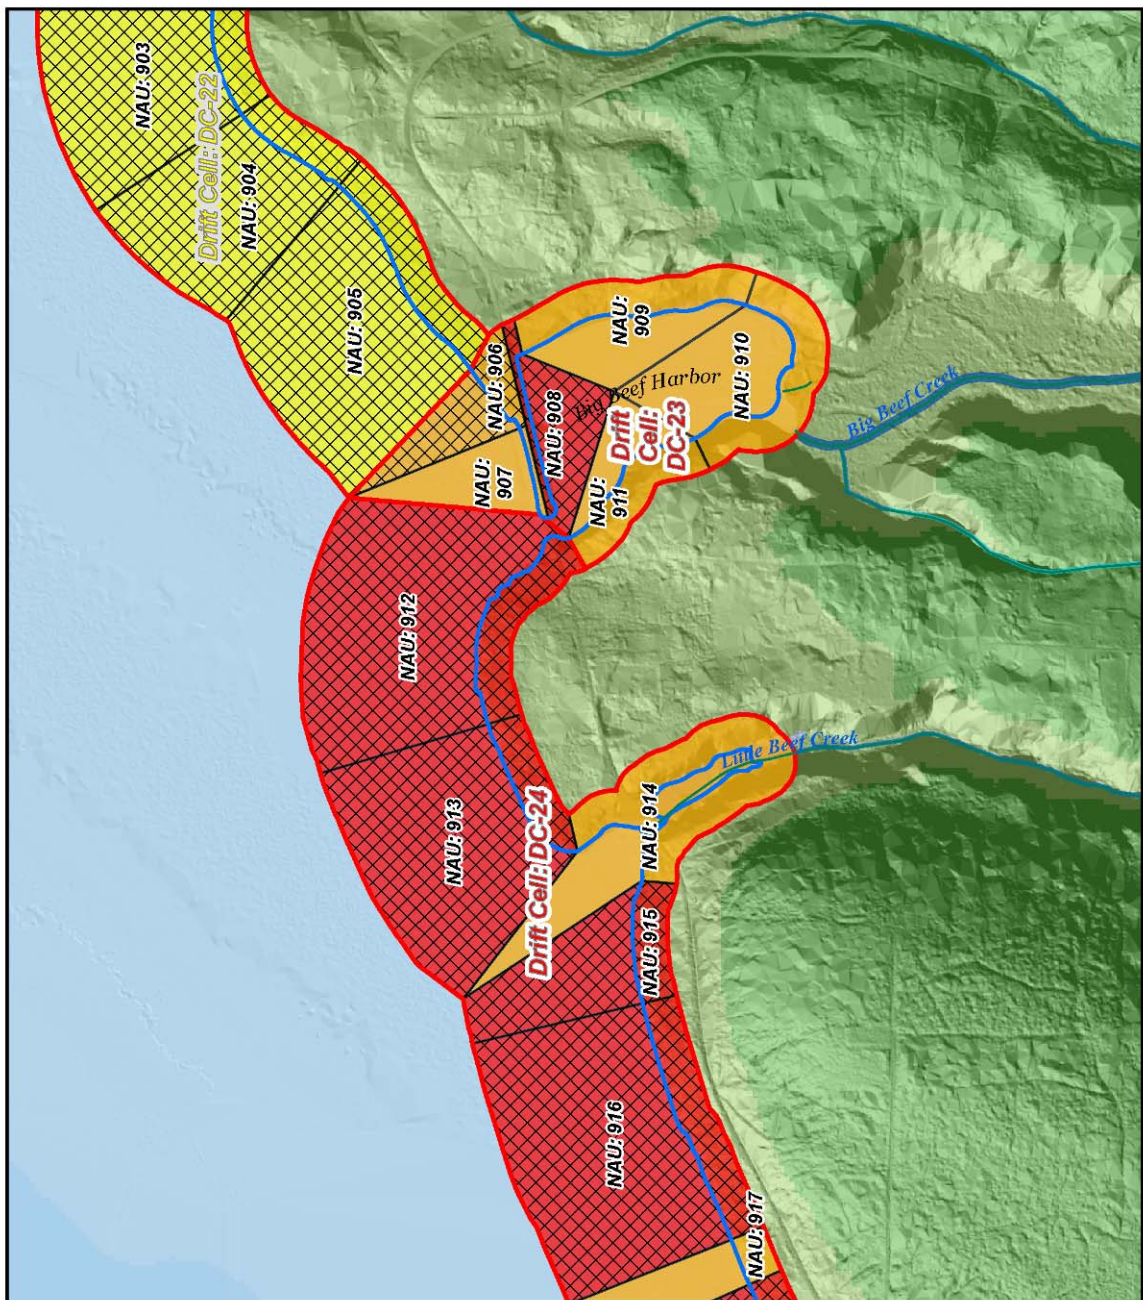 NAU: 903
Drift Cell: DC-22
NAU: 904
NAU: 905
NAU: 906
NAU:
907
NAU: 908
NAU:
909
NAU: 910
Big Beef Harbor
Drift
Cell:
DC-23
NAU:
911
Big Beef Creek
NAU: 912
NAU: 913
Drift Cell: DC-24
NAU: 914
Little Beef Creek
NAU: 915
NAU: 916
NAU: 917